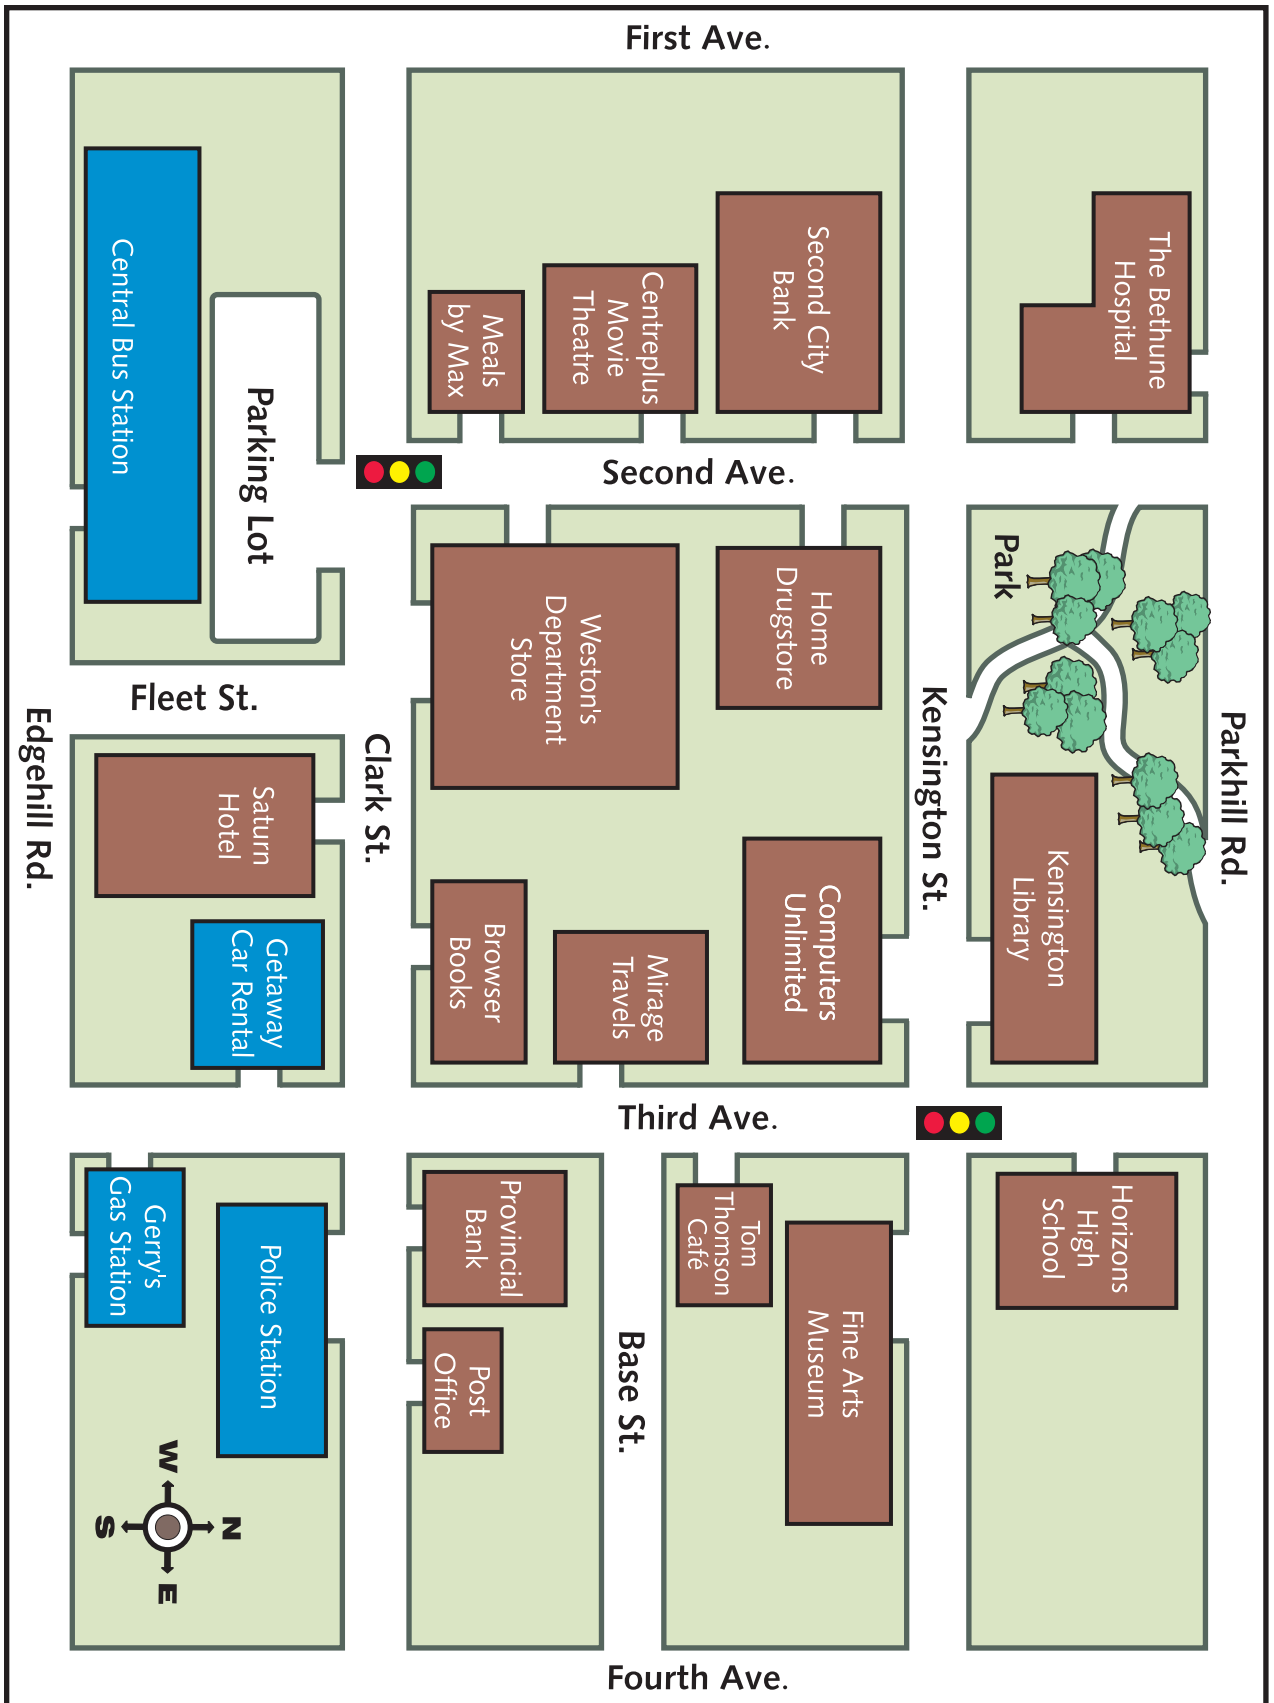 First Ave.
Central Bus Station
Parking Lot
Meals
by Max
Centreplus
Movie
Theatre
Second City
Bank
The Bethune
Hospital
Second Ave.
Weston's
Department
Store
Home
Drugstore
Park
Fleet St.
Edgehill Rd.
Clark St.
Kensington St.
Parkhill Rd.
Saturn
Hotel
Getaway
Car Rental
Browser
Books
Mirage
Travels
Computers
Unlimited
Kensington
Library
Third Ave.
Gerry's
Gas Station
Police Station
Provincial
Bank
Post
Office
Base St.
Tom
Thomson
Café
Fine Arts
Museum
Horizons
High
School
W
N
S
E
Fourth Ave.